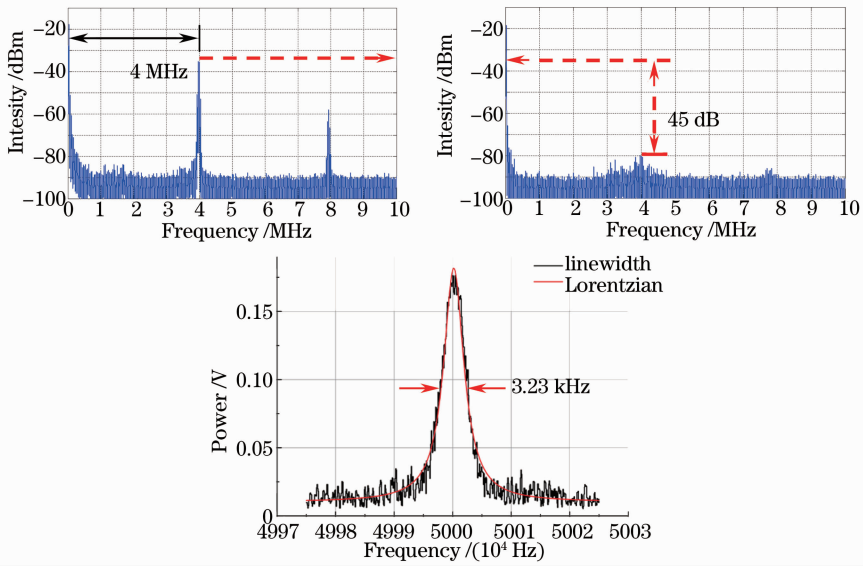 −20
−40
−60
−80
−100
Intesity /dBm
4 MHz
0 1 2 3 4 5 6 7 8 9 10
Frequency /MHz
−20
−40
−60
−80
−100
Intesity /dBm
45 dB
0 1 2 3 4 5 6 7 8 9 10
Frequency /MHz
linewidth
Lorentzian
0.15
0.10
0.05
0
Power /V
3.23 kHz
4997 4998 4999 5000 5001 5002 5003
Frequency /(10⁴ Hz)